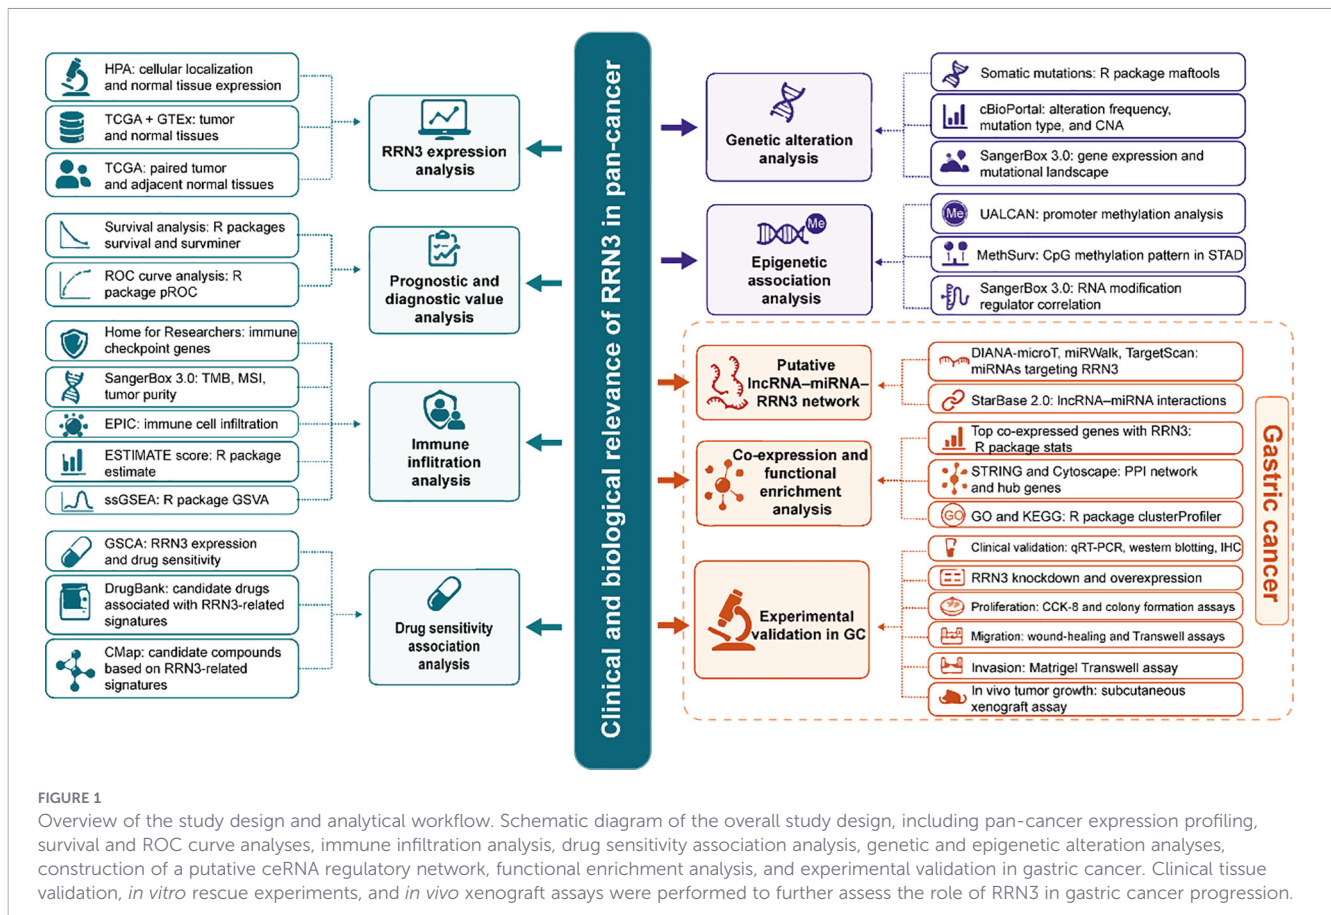 HPA: cellular localization
and normal tissue expression
TCGA + GTEx: tumor
and normal tissues
TCGA: paired tumor
and adjacent normal tissues
RRN3 expression
analysis
Survival analysis: R packages
survival and survminer
ROC curve analysis: R
package pROC
Prognostic and
diagnostic value
analysis
Home for Researchers: immune
checkpoint genes
SangerBox 3.0: TMB, MSI,
tumor purity
EPIC: immune cell infiltration
ESTIMATE score: R package
estimate
ssGSEA: R package GSVA
Immune
inflitration
analysis
GSCA: RRN3 expression
and drug sensitivity
DrugBank: candidate drugs
associated with RRN3-related
signatures
CMap: candidate compounds
based on RRN3-related
signatures
Drug sensitivity
association
analysis
Clinical and biological relevance of RRN3 in pan-cancer
Genetic alteration
analysis
Somatic mutations: R package maftools
cBioPortal: alteration frequency,
mutation type, and CNA
SangerBox 3.0: gene expression and
mutational landscape
Me
Epigenetic
association analysis
Me
UALCAN: promoter methylation analysis
MethSurv: CpG methylation pattern in STAD
SangerBox 3.0: RNA modification
regulator correlation
Putative
lncRNA–miRNA–
RRN3 network
DIANA-microT, miRWalk, TargetScan:
miRNAs targeting RRN3
StarBase 2.0: lncRNA–miRNA interactions
Co-expression and
functional
enrichment
analysis
Top co-expressed genes with RRN3:
R package stats
STRING and Cytoscape: PPI network
and hub genes
GO
GO and KEGG: R package clusterProfiler
Experimental
validation in GC
Clinical validation: qRT-PCR, western blotting, IHC
RRN3 knockdown and overexpression
Proliferation: CCK-8 and colony formation assays
Migration: wound-healing and Transwell assays
Invasion: Matrigel Transwell assay
In vivo tumor growth: subcutaneous
xenograft assay
Gastric cancer
FIGURE 1
Overview of the study design and analytical workflow. Schematic diagram of the overall study design, including pan-cancer expression profiling,
survival and ROC curve analyses, immune infiltration analysis, drug sensitivity association analysis, genetic and epigenetic alteration analyses,
construction of a putative ceRNA regulatory network, functional enrichment analysis, and experimental validation in gastric cancer. Clinical tissue
validation, in vitro rescue experiments, and in vivo xenograft assays were performed to further assess the role of RRN3 in gastric cancer progression.